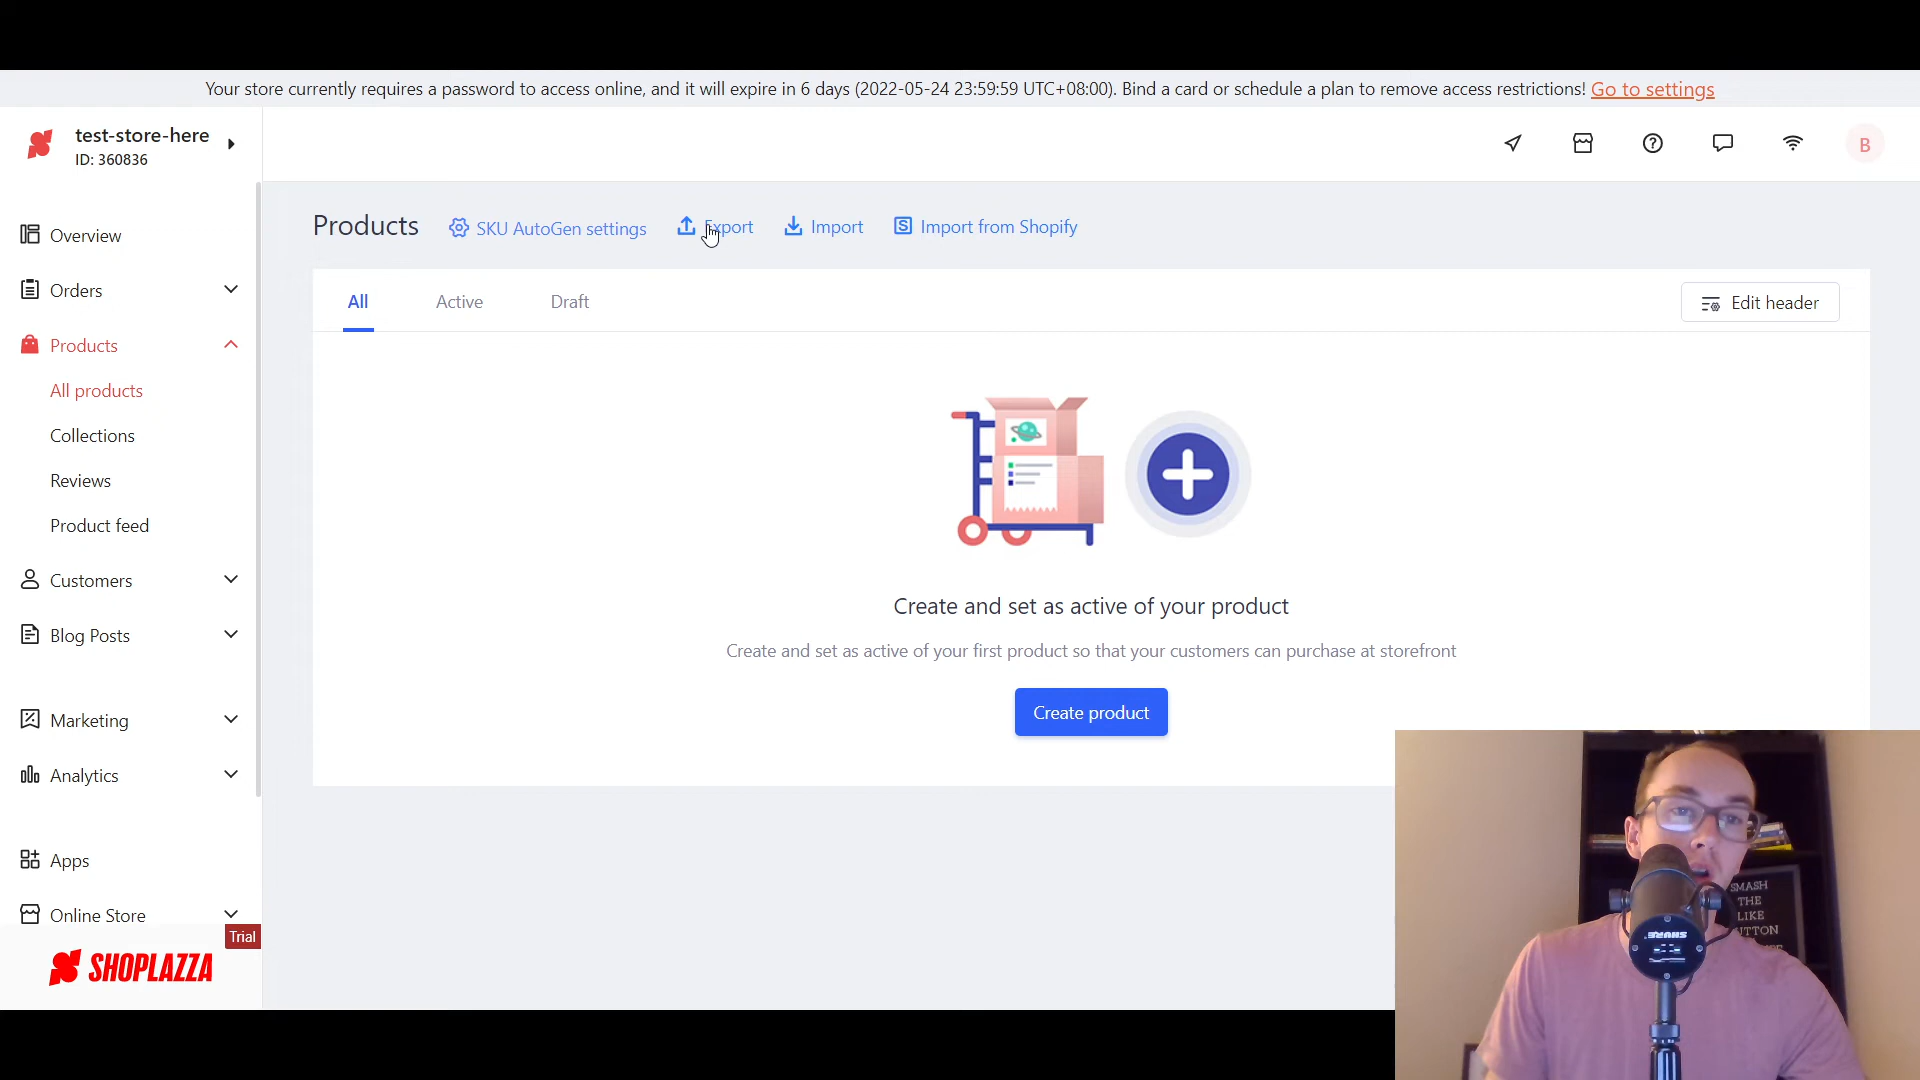 Your store currently requires a password to access online, and it will expire in 6 days (2022-05-24 23:59:59 UTC+08:00). Bind a card or schedule a plan to remove access restrictions! Go to settings
test-store-here
ID: 360836
B
Overview
Orders
Products
All products
Collections
Reviews
Product feed
Customers
Blog Posts
Marketing
Analytics
Apps
Online Store
Trial
SHOPLAZZA
Products
SKU AutoGen settings
Export
Import
Import from Shopify
All
Active
Draft
Edit header
Create and set as active of your product
Create and set as active of your first product so that your customers can purchase at storefront
Create product
SMASH
THE
LIKE
SHURE